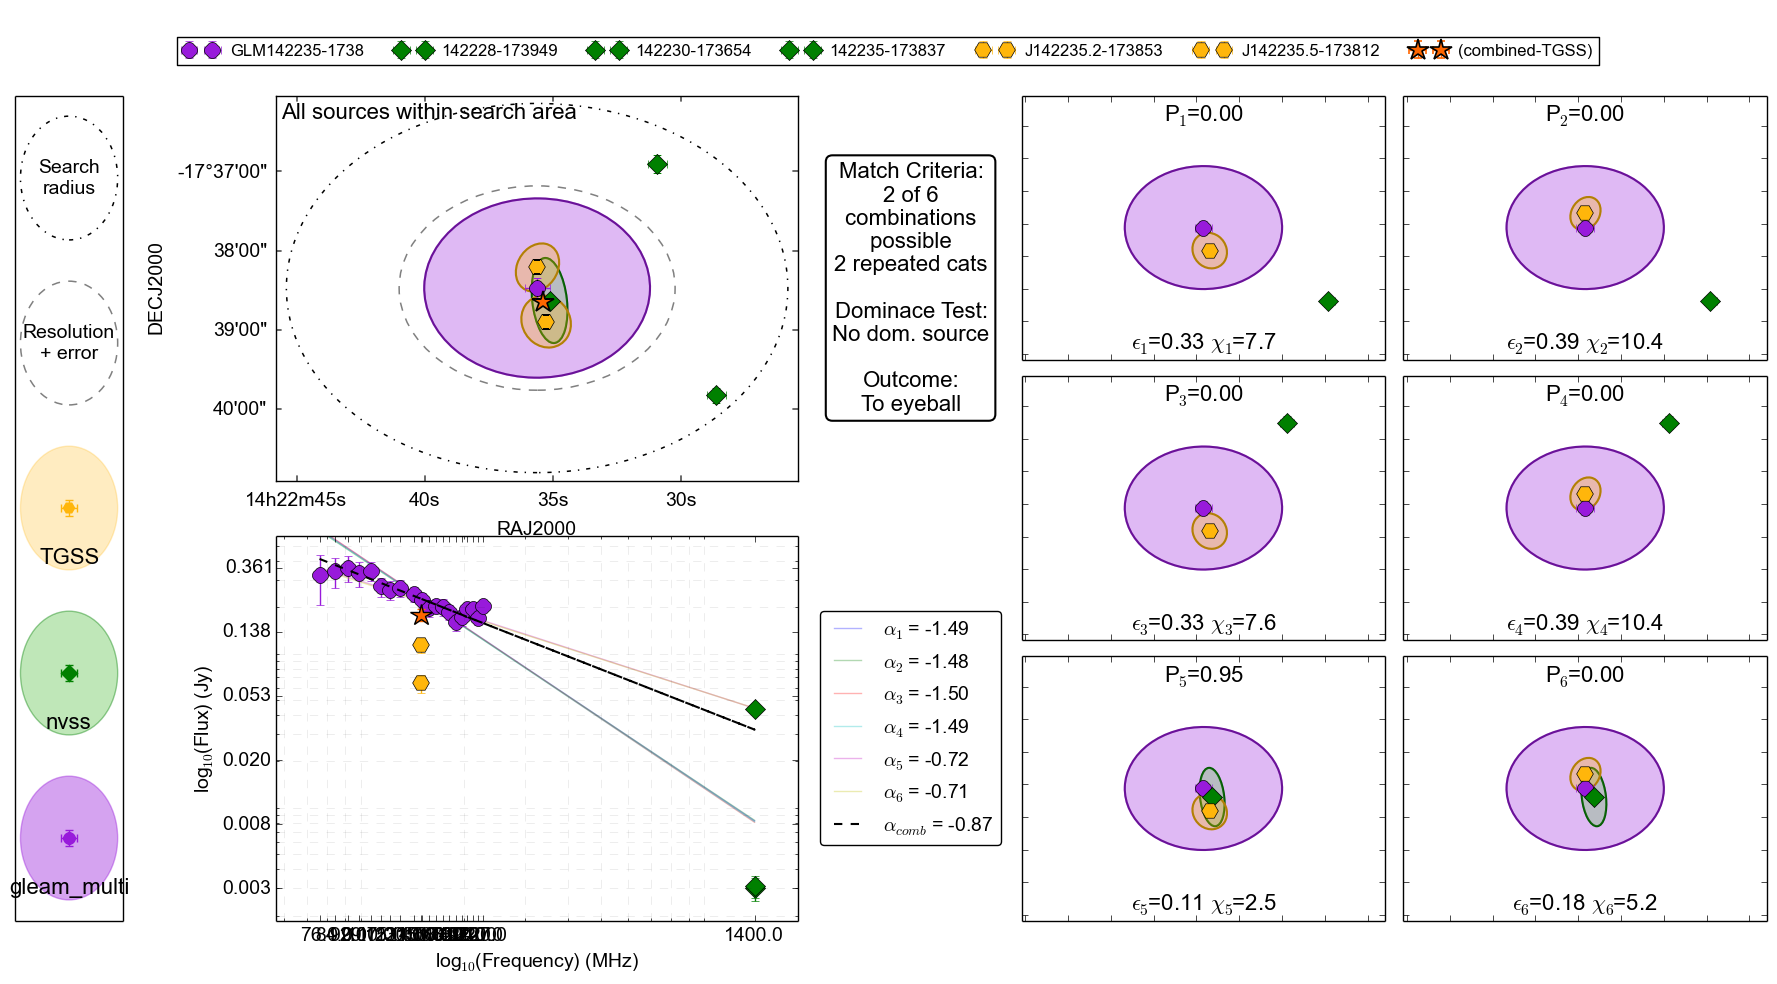 GLM142235-1738 142228-173949 142230-173654 142235-173837 J142235.2-173853 J142235.5-173812 (combined-TGSS)
Search
radius
Resolution
+ error
TGSS
nvss
gleam_multi
All sources within search area
DECJ2000
-17°37'00"
38'00"
39'00"
40'00"
14h22m45s 40s 35s 30s
RAJ2000
Match Criteria:
2 of 6
combinations
possible
2 repeated cats
Dominace Test:
No dom. source
Outcome:
To eyeball
log10(Flux) (Jy)
0.361
0.138
0.053
0.020
0.008
0.003
1400.0
log10(Frequency) (MHz)
α1 = -1.49
α2 = -1.48
α3 = -1.50
α4 = -1.49
α5 = -0.72
α6 = -0.71
αcomb = -0.87
P1=0.00
ϵ1=0.33 χ1=7.7
P2=0.00
ϵ2=0.39 χ2=10.4
P3=0.00
ϵ3=0.33 χ3=7.6
P4=0.00
ϵ4=0.39 χ4=10.4
P5=0.95
ϵ5=0.11 χ5=2.5
P6=0.00
ϵ6=0.18 χ6=5.2